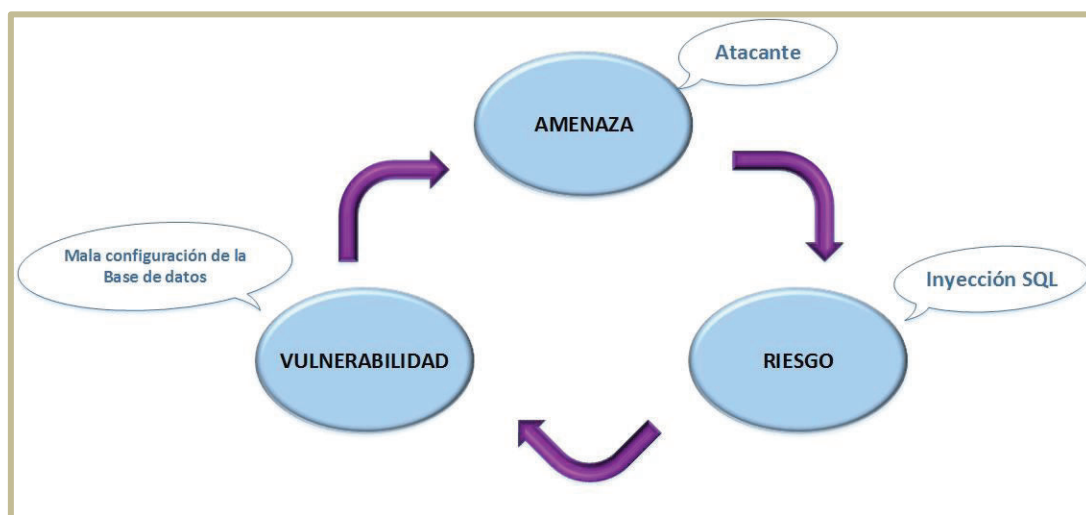 Atacante
AMENAZA
Mala configuración de la
Base de datos
Inyección SQL
VULNERABILIDAD
RIESGO